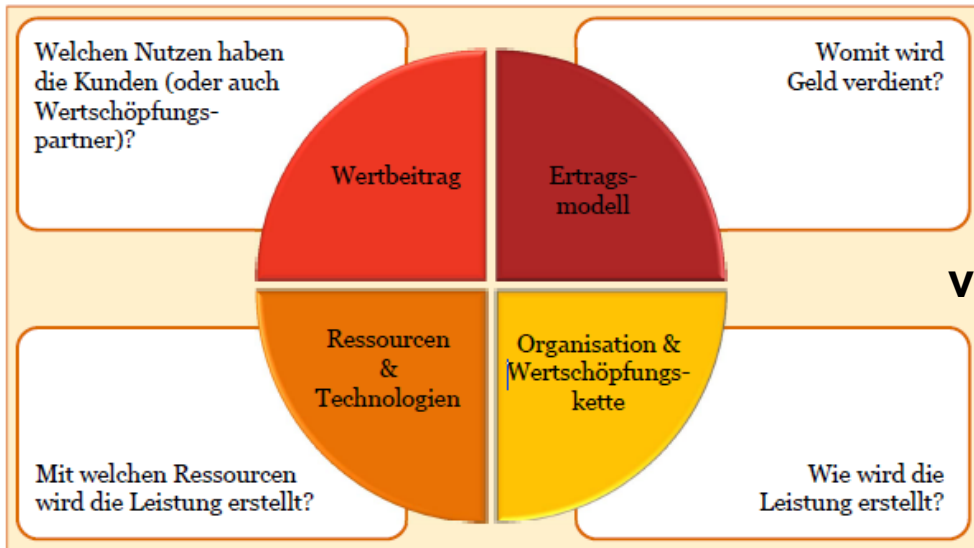 Welchen Nutzen haben
die Kunden (oder auch
Wertschöpfungs-
partner)?
Womit wird
Geld verdient?
Wertbeitrag
Ertrags-
modell
v
Ressourcen
&
Technologien
Organisation &
Wertschöpfungs-
kette
Mit welchen Ressourcen
wird die Leistung erstellt?
Wie wird die
Leistung erstellt?